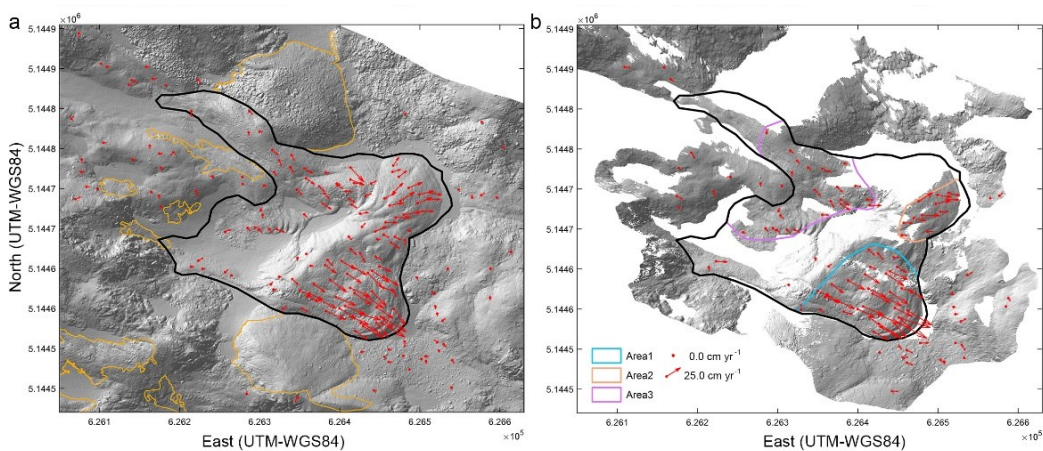 a
×10⁶
5.1449
5.1449
5.1448
5.1448
5.1447
5.1447
5.1446
5.1446
5.1445
5.1445
North (UTM-WGS84)
6.261 6.262 6.263 6.264 6.265 6.266
×10⁵
East (UTM-WGS84)
b
×10⁶
5.1449
5.1449
5.1448
5.1448
5.1447
5.1447
5.1446
5.1446
5.1445
5.1445
Area1
Area2
Area3
0.0 cm yr⁻¹
25.0 cm yr⁻¹
6.261 6.262 6.263 6.264 6.265 6.266
×10⁵
East (UTM-WGS84)